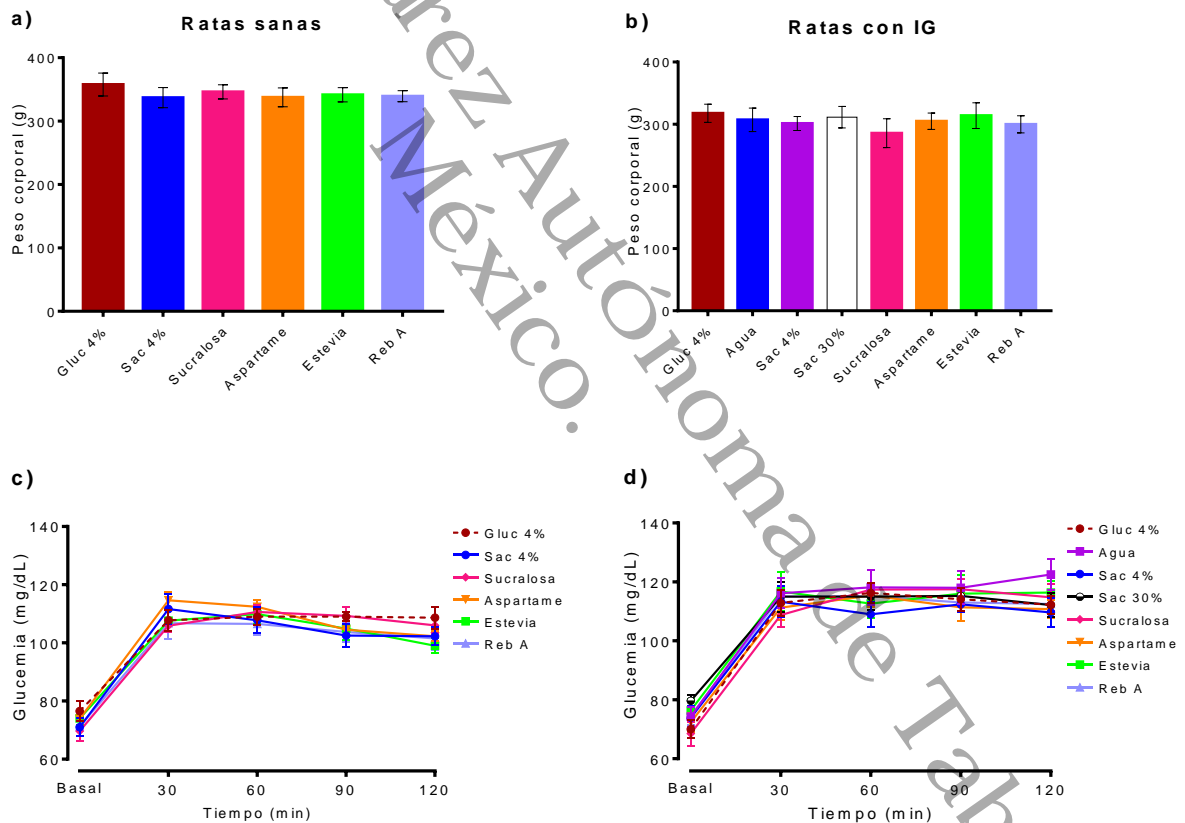 a)
Ratas sanas
Peso corporal (g)
400
300
200
100
0
Gluc 4%
Sac 4%
Sucralosa
Aspartame
Estevia
Reb A
b)
Ratas con IG
Peso corporal (g)
400
300
200
100
0
Gluc 4%
Agua
Sac 4%
Sac 30%
Sucralosa
Aspartame
Estevia
Reb A
c)
Glucemia (mg/dL)
140
120
100
80
60
Basal 30 60 90 120
Tiempo (min)
Gluc 4%
Sac 4%
Sucralosa
Aspartame
Estevia
Reb A
d)
Glucemia (mg/dL)
140
120
100
80
60
Basal 30 60 90 120
Tiempo (min)
Gluc 4%
Agua
Sac 4%
Sac 30%
Sucralosa
Aspartame
Estevia
Reb A
Autónoma de
México.